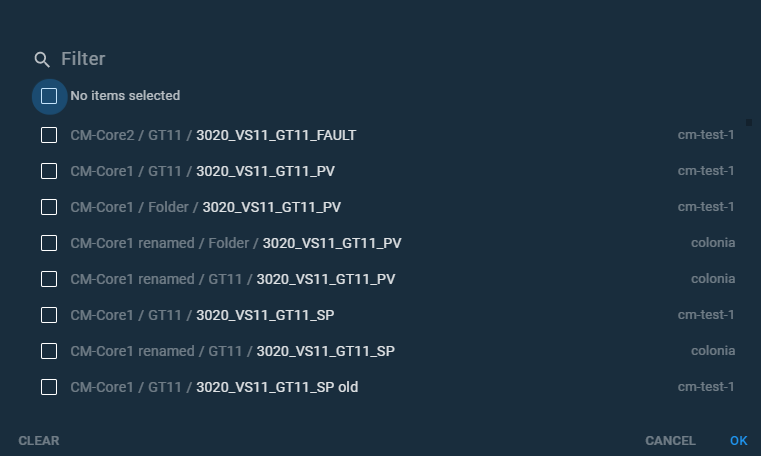 Filter
No items selected
CM-Core2 / GT11 / 3020_VS11_GT11_FAULT cm-test-1
CM-Core1 / GT11 / 3020_VS11_GT11_PV cm-test-1
CM-Core1 / Folder / 3020_VS11_GT11_PV cm-test-1
CM-Core1 renamed / Folder / 3020_VS11_GT11_PV colonia
CM-Core1 renamed / GT11 / 3020_VS11_GT11_PV colonia
CM-Core1 / GT11 / 3020_VS11_GT11_SP cm-test-1
CM-Core1 renamed / GT11 / 3020_VS11_GT11_SP colonia
CM-Core1 / GT11 / 3020_VS11_GT11_SP old cm-test-1
CLEAR CANCEL OK